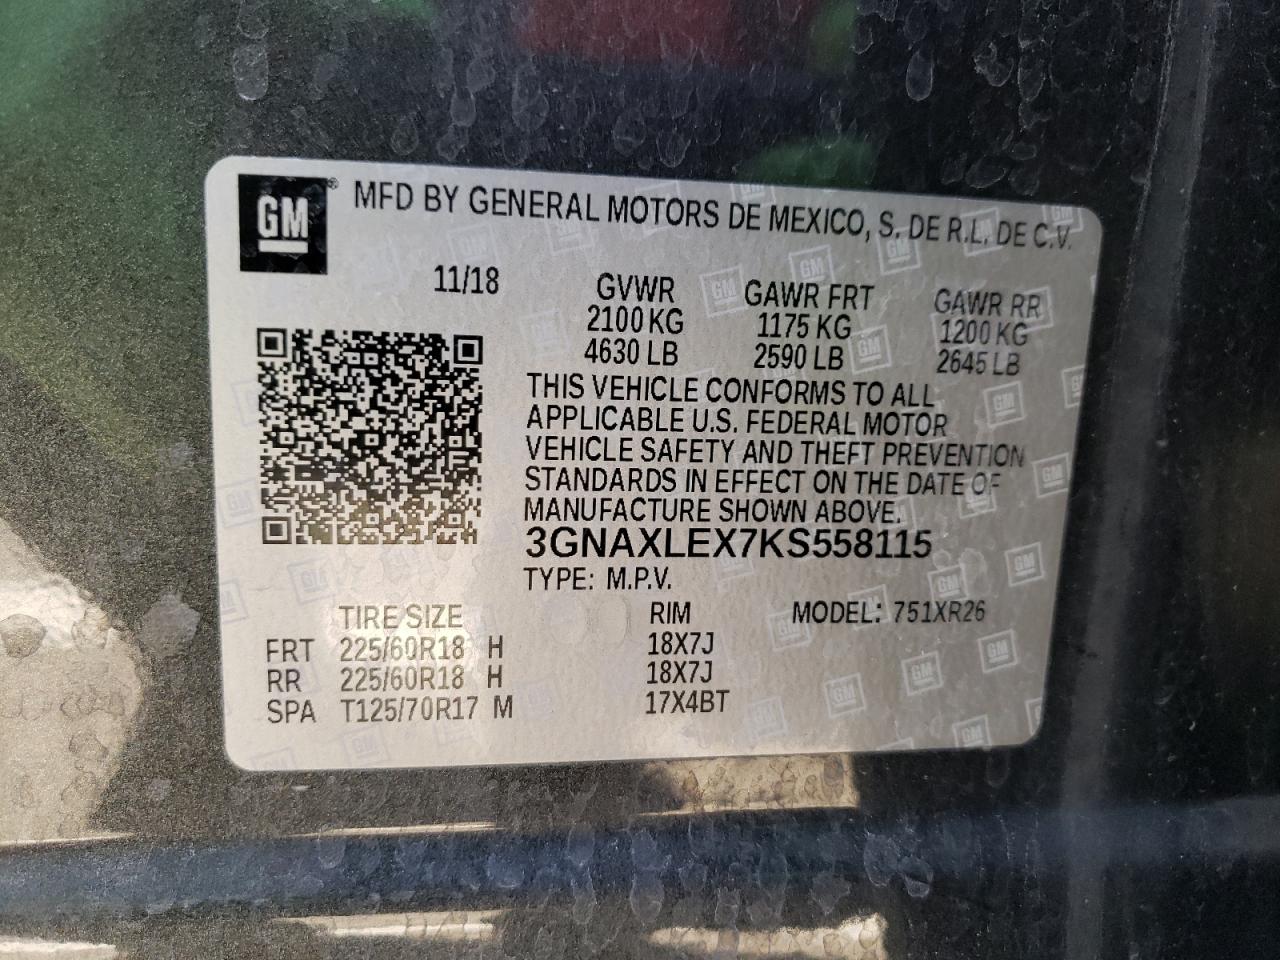 GM® MFD BY GENERAL MOTORS DE MEXICO, S. DE R.L. DE C.V.
11/18 GVWR GAWR FRT GAWR RR
2100 KG 1175 KG 1200 KG
4630 LB 2590 LB 2645 LB
THIS VEHICLE CONFORMS TO ALL
APPLICABLE U.S. FEDERAL MOTOR
VEHICLE SAFETY AND THEFT PREVENTION
STANDARDS IN EFFECT ON THE DATE OF
MANUFACTURE SHOWN ABOVE.
3GNAXLEX7KS558115
TYPE: M.P.V.
TIRE SIZE RIM MODEL: 751XR26
FRT 225/60R18 H 18X7J
RR 225/60R18 H 18X7J
SPA T125/70R17 M 17X4BT